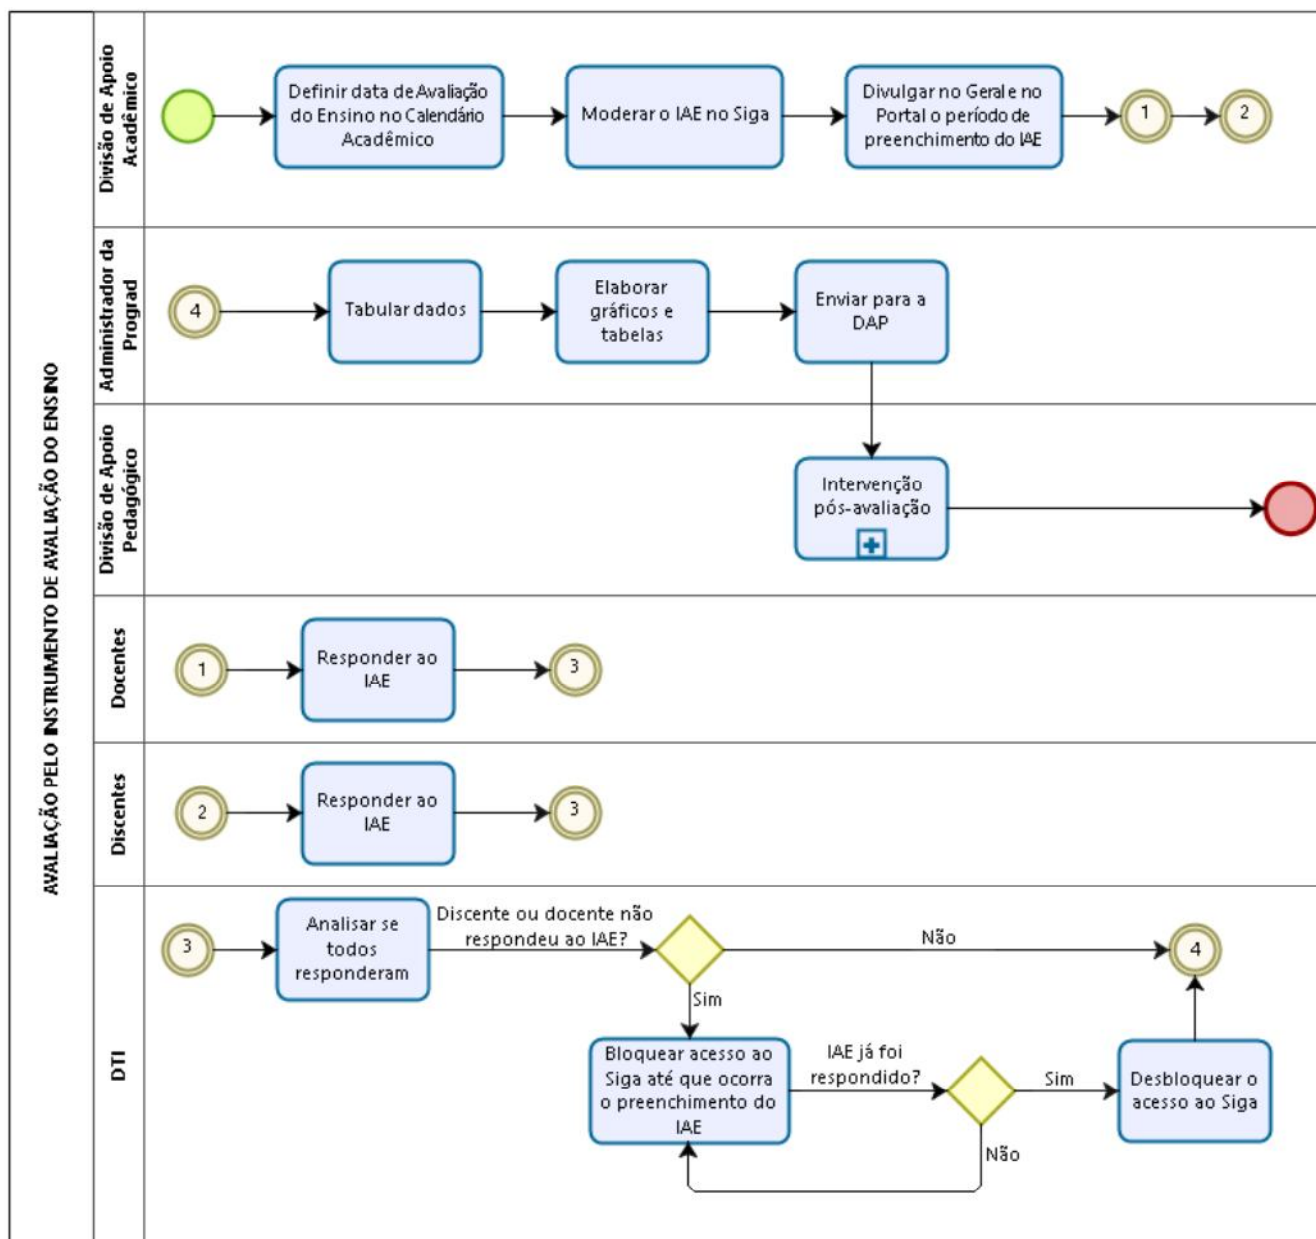 AVALIAÇÃO PELO INSTRUMENTO DE AVALIAÇÃO DO ENSINO
Divisão de Apoio
Acadêmico
Definir data de Avaliação
do Ensino no Calendário
Acadêmico
Moderar o IAE no Siga
Divulgar no Geral e no
Portal o período de
preenchimento do IAE
1
2
Administrador da
Prograd
4
Tabular dados
Elaborar
gráficos e
tabelas
Enviar para a
DAP
Divisão de Apoio
Pedagógico
Intervenção
pós-avaliação
Docentes
1
Responder ao
IAE
3
Discentes
2
Responder ao
IAE
3
DTI
3
Analisar se
todos
responderam
Discente ou docente não
respondeu ao IAE?
Não
4
Sim
Bloquear acesso ao
Siga até que ocorra
o preenchimento do
IAE
IAE já foi
respondido?
Sim
Desbloquear o
acesso ao Siga
Não